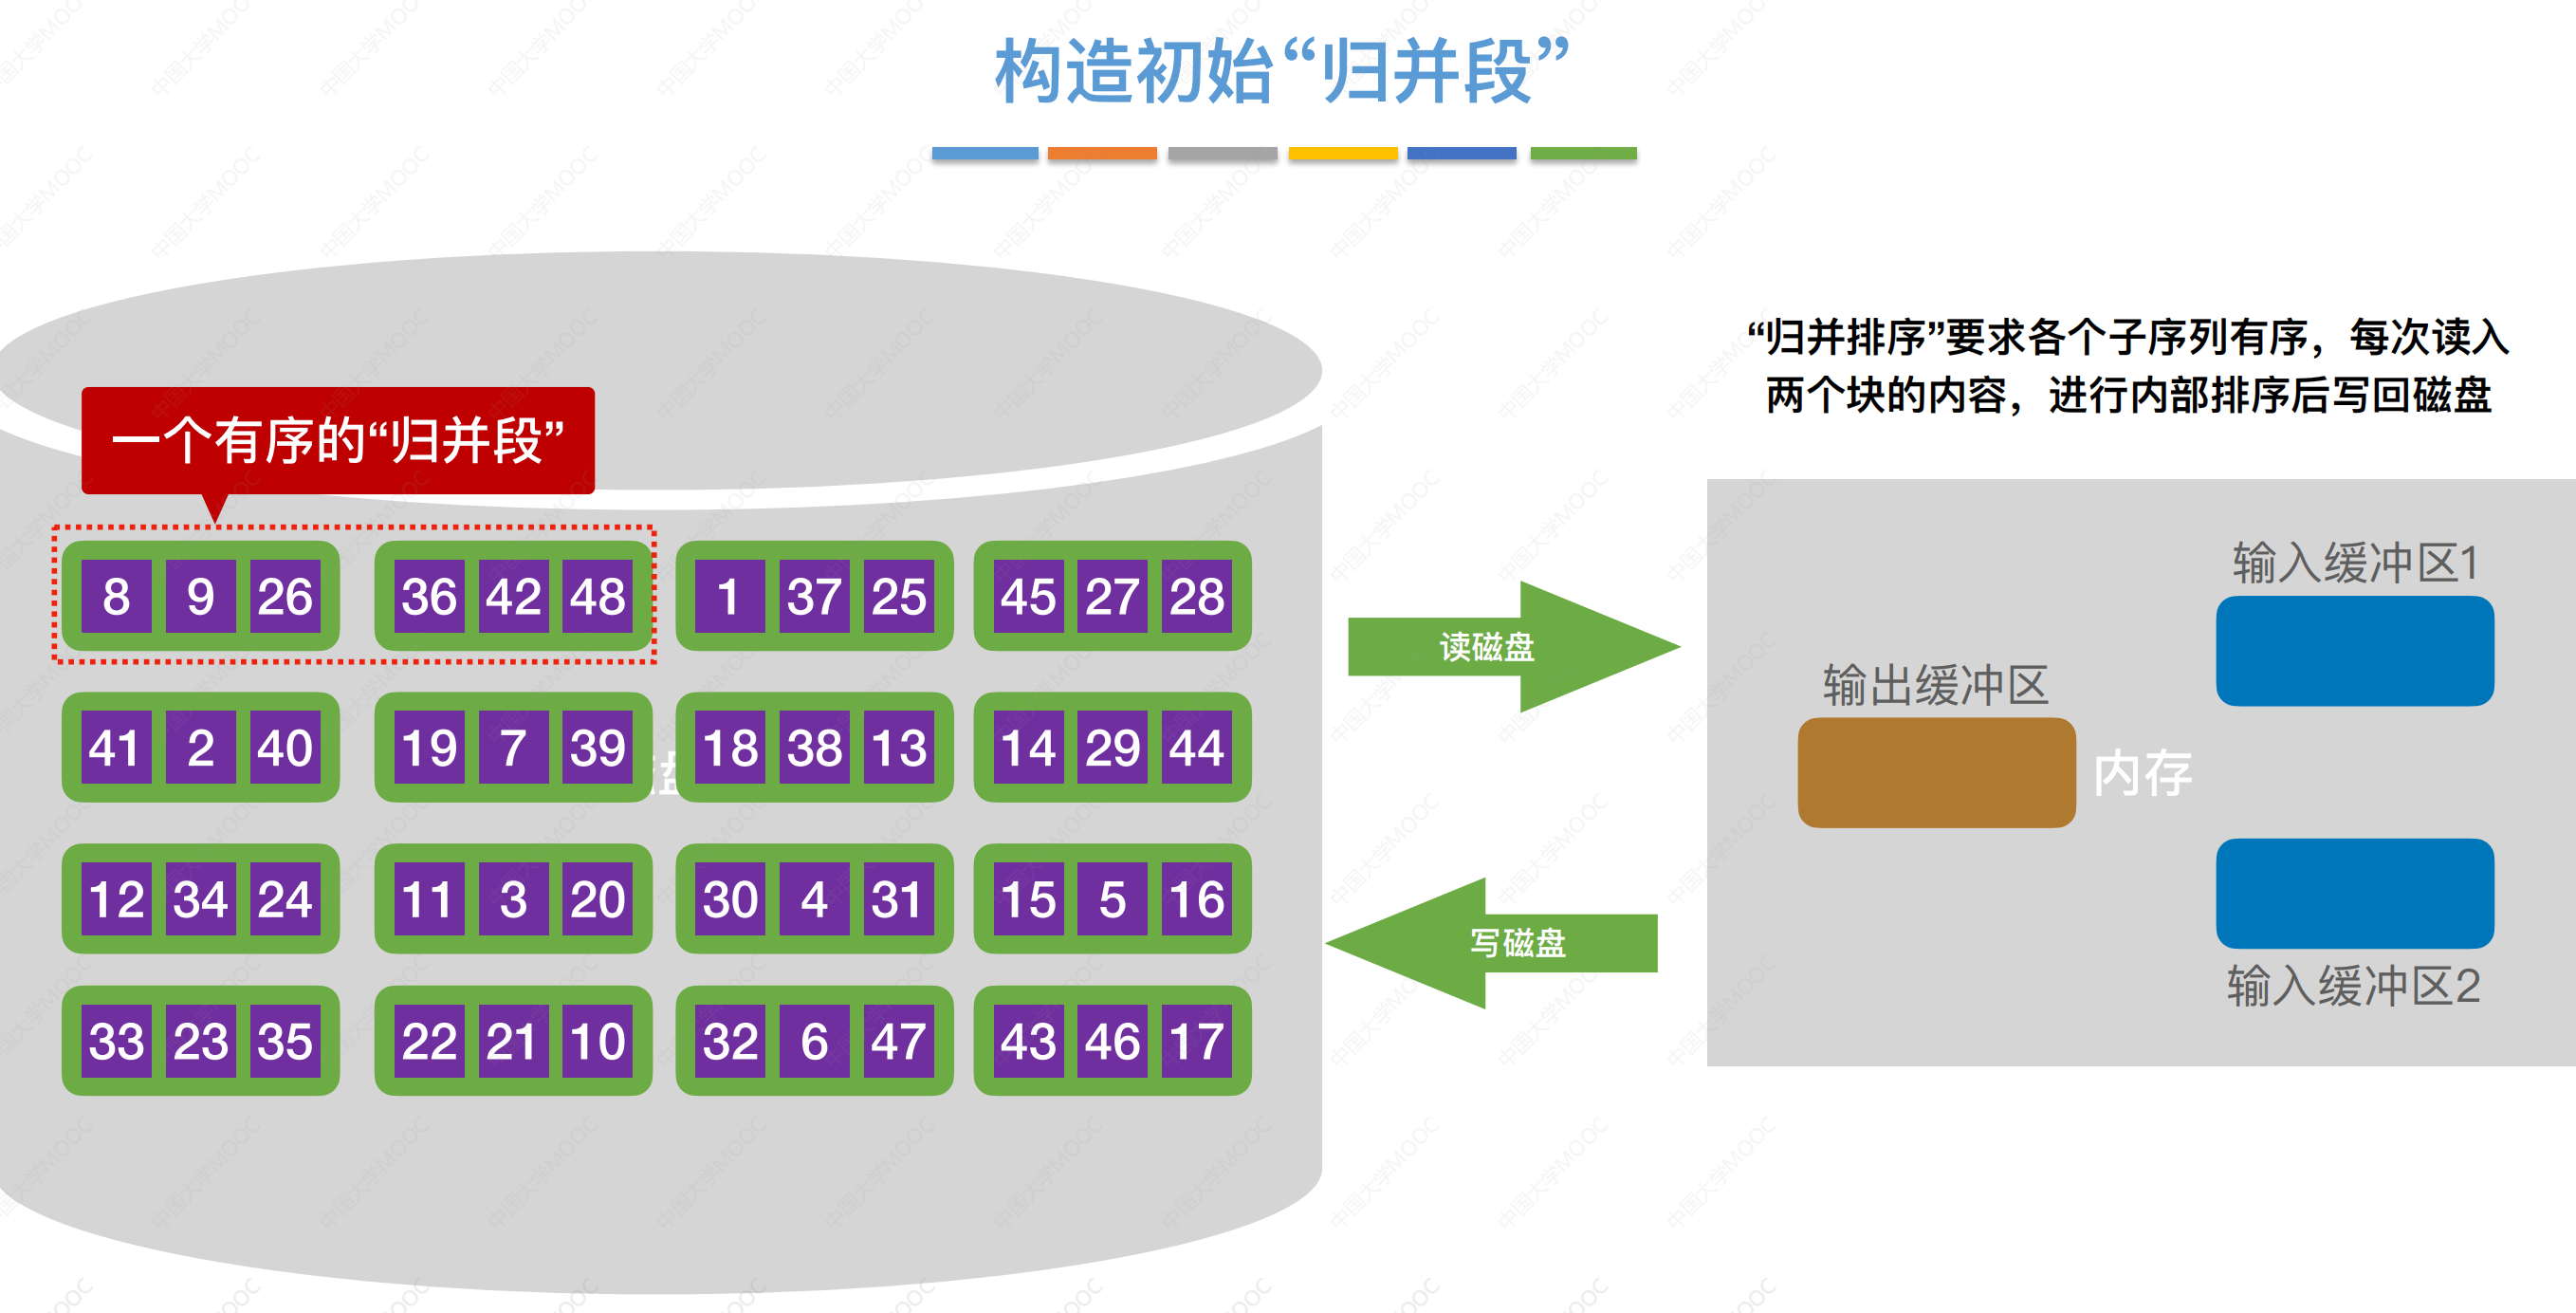 构造初始“归并段”
“归并排序”要求各个子序列有序，每次读入
两个块的内容，进行内部排序后写回磁盘
一个有序的“归并段”
8 9 26 36 42 48 1 37 25 45 27 28
41 2 40 19 7 39 18 38 13 14 29 44
盘
12 34 24 11 3 20 30 4 31 15 5 16
33 23 35 22 21 10 32 6 47 43 46 17
读磁盘
写磁盘
输出缓冲区
内存
输入缓冲区1
输入缓冲区2
中国大学MOOC